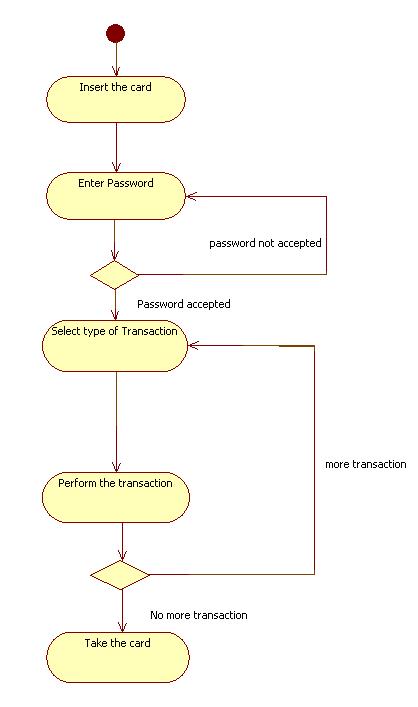 Insert the card
Enter Password
password not accepted
Password accepted
Select type of Transaction
more transaction
Perform the transaction
No more transaction
Take the card